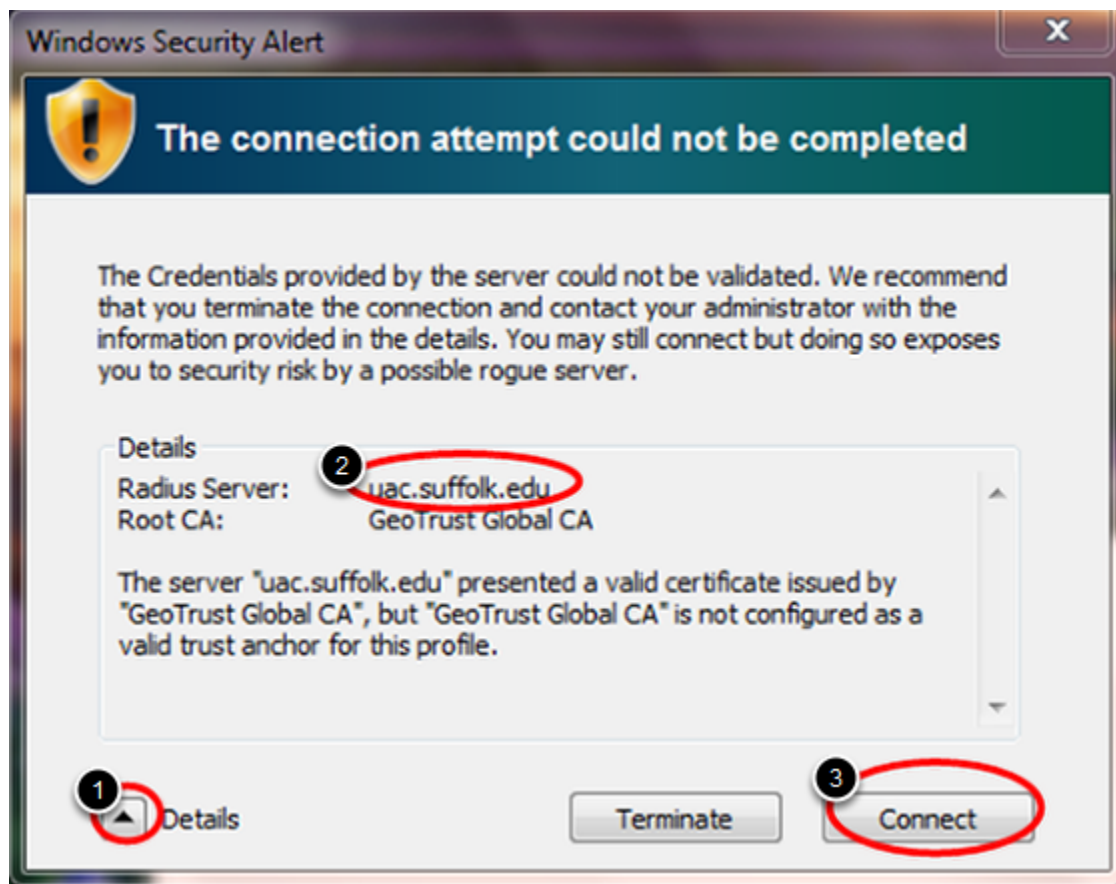 Windows Security Alert
x
The connection attempt could not be completed
The Credentials provided by the server could not be validated. We recommend
that you terminate the connection and contact your administrator with the
information provided in the details. You may still connect but doing so exposes
you to security risk by a possible rogue server.
Details
2
Radius Server: uac.suffolk.edu
Root CA: GeoTrust Global CA
The server "uac.suffolk.edu" presented a valid certificate issued by
"GeoTrust Global CA", but "GeoTrust Global CA" is not configured as a
valid trust anchor for this profile.
1
3
Details Terminate Connect